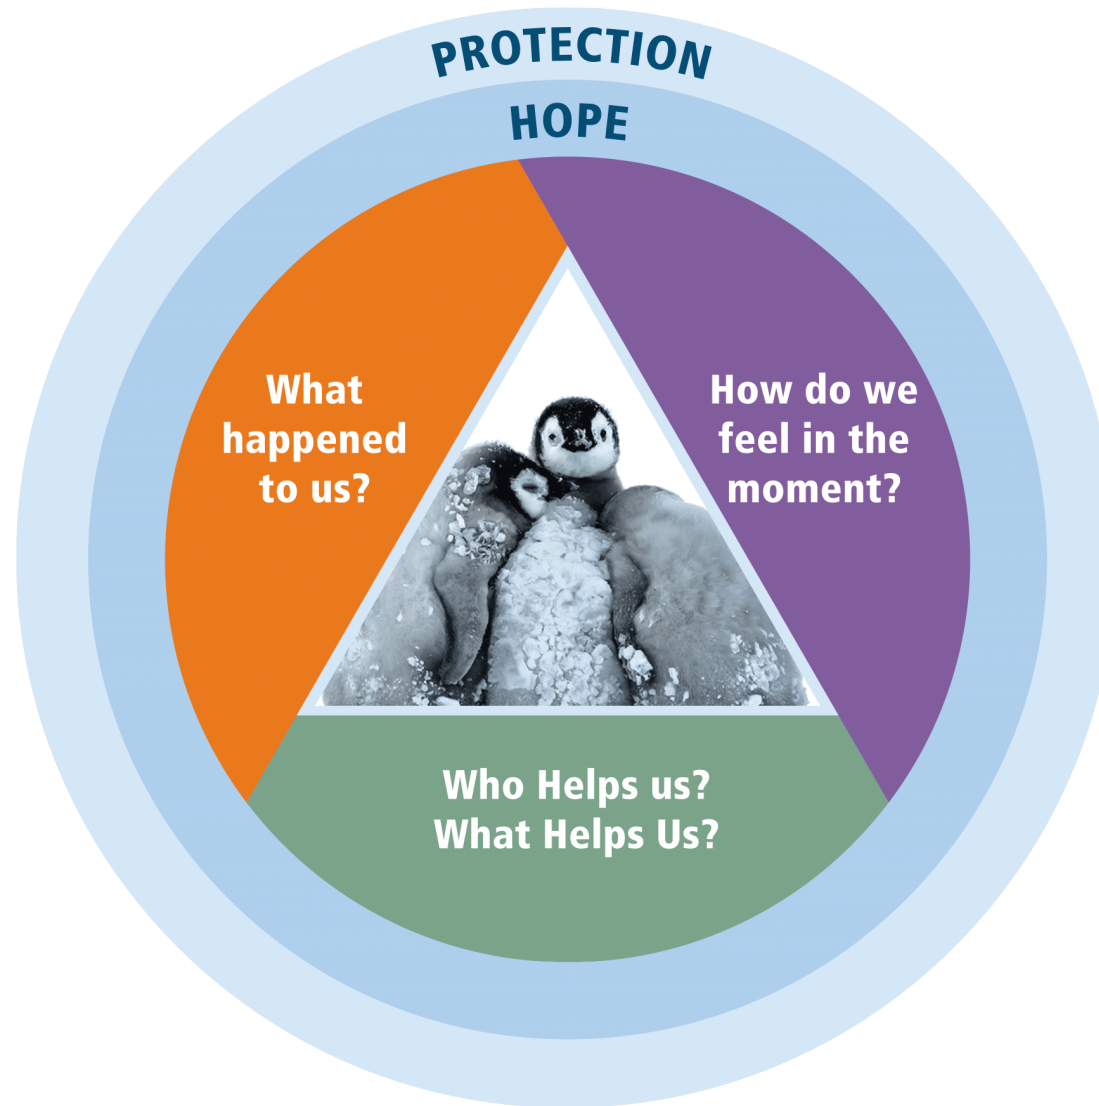 PROTECTION
HOPE
What
happened
to us?
How do we
feel in the
moment?
Who Helps us?
What Helps Us?